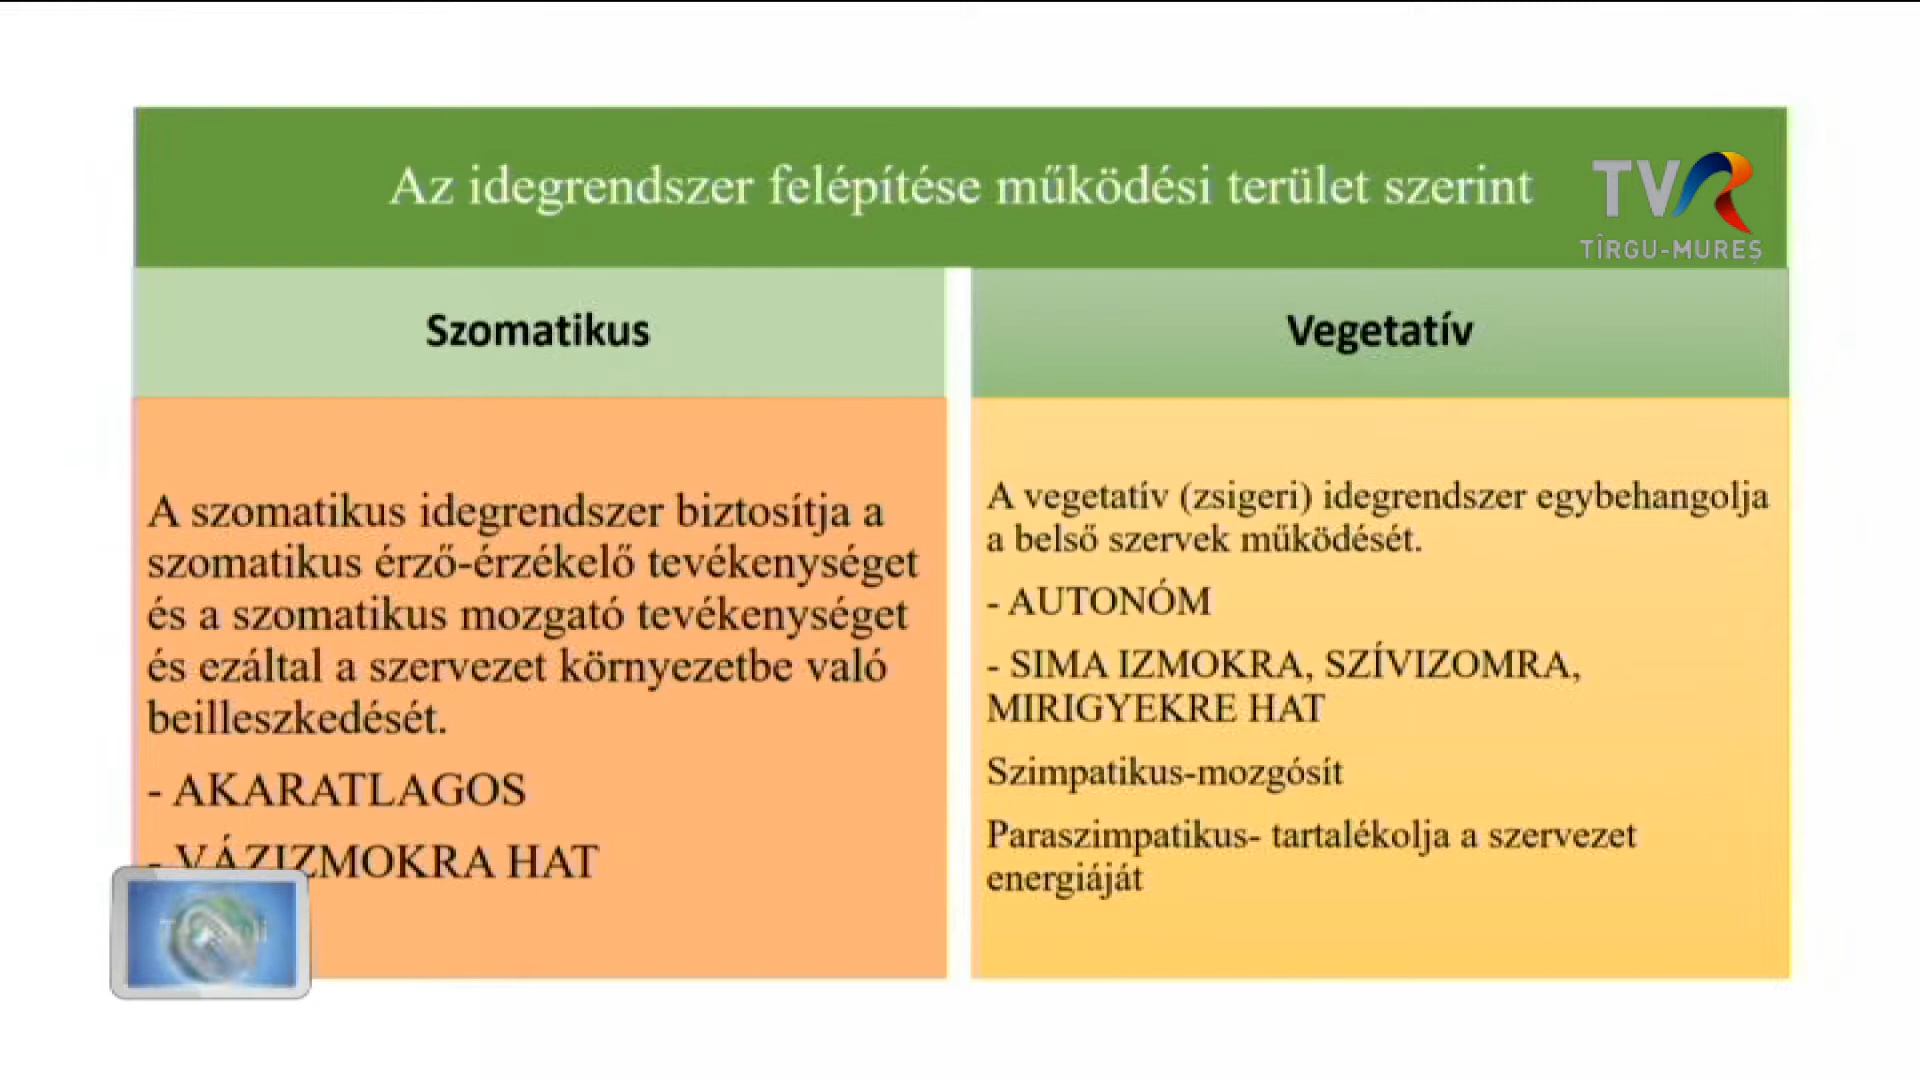 Az idegrendszer felépítése működési terület szerint
TVR
TÎRGU-MUREȘ
Szomatikus
Vegetatív
A szomatikus idegrendszer biztosítja a
szomatikus érző-érzékelő tevékenységet
és a szomatikus mozgató tevékenységet
és ezáltal a szervezet környezetbe való
beilleszkedését.
- AKARATLAGOS
- VÁZIZMOKRA HAT
A vegetatív (zsigeri) idegrendszer egybehangolja
a belső szervek működését.
- AUTONÓM
- SIMA IZMOKRA, SZÍVIZOMRA,
MIRIGYEKRE HAT
Szimpatikus-mozgósít
Paraszimpatikus- tartalékolja a szervezet
energiáját